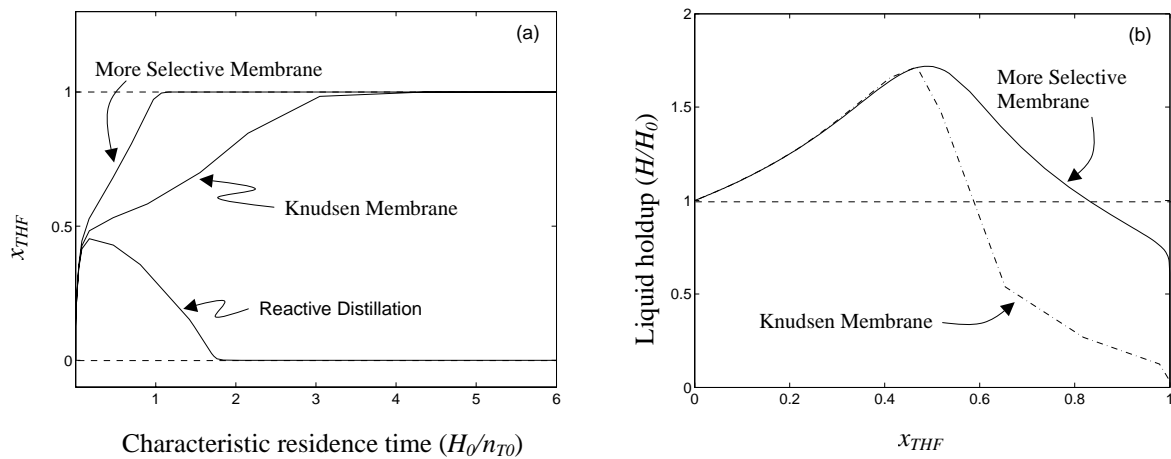 (a)
More Selective Membrane
1
Knudsen Membrane
0.5
x_THF
Reactive Distillation
0
1 2 3 4 5 6
Characteristic residence time (H_0/n_T0)
2
(b)
More Selective
Membrane
1.5
1
Liquid holdup (H/H_0)
0.5
Knudsen Membrane
0
0 0.2 0.4 0.6 0.8 1
x_THF